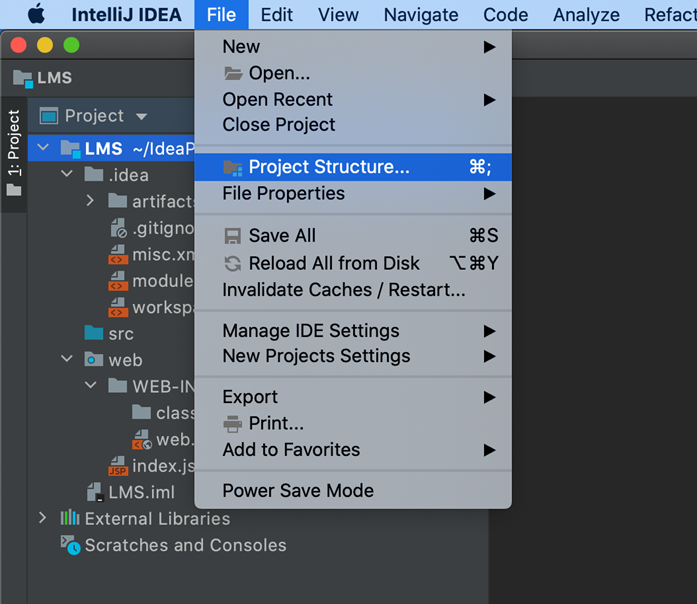 IntelliJ IDEA File Edit View Navigate Code Analyze Refact
LMS
1: Project
Project
LMS ~/IdeaP
.idea
artifacts
.gitigno
misc.xm
module
workspa
src
web
WEB-IN
class
web.
index.js
LMS.iml
External Libraries
Scratches and Consoles
New
Open...
Open Recent
Close Project
Project Structure... ⌘;
File Properties
Save All ⌘S
Reload All from Disk ⌥⌘Y
Invalidate Caches / Restart...
Manage IDE Settings
New Projects Settings
Export
Print...
Add to Favorites
Power Save Mode
JSP